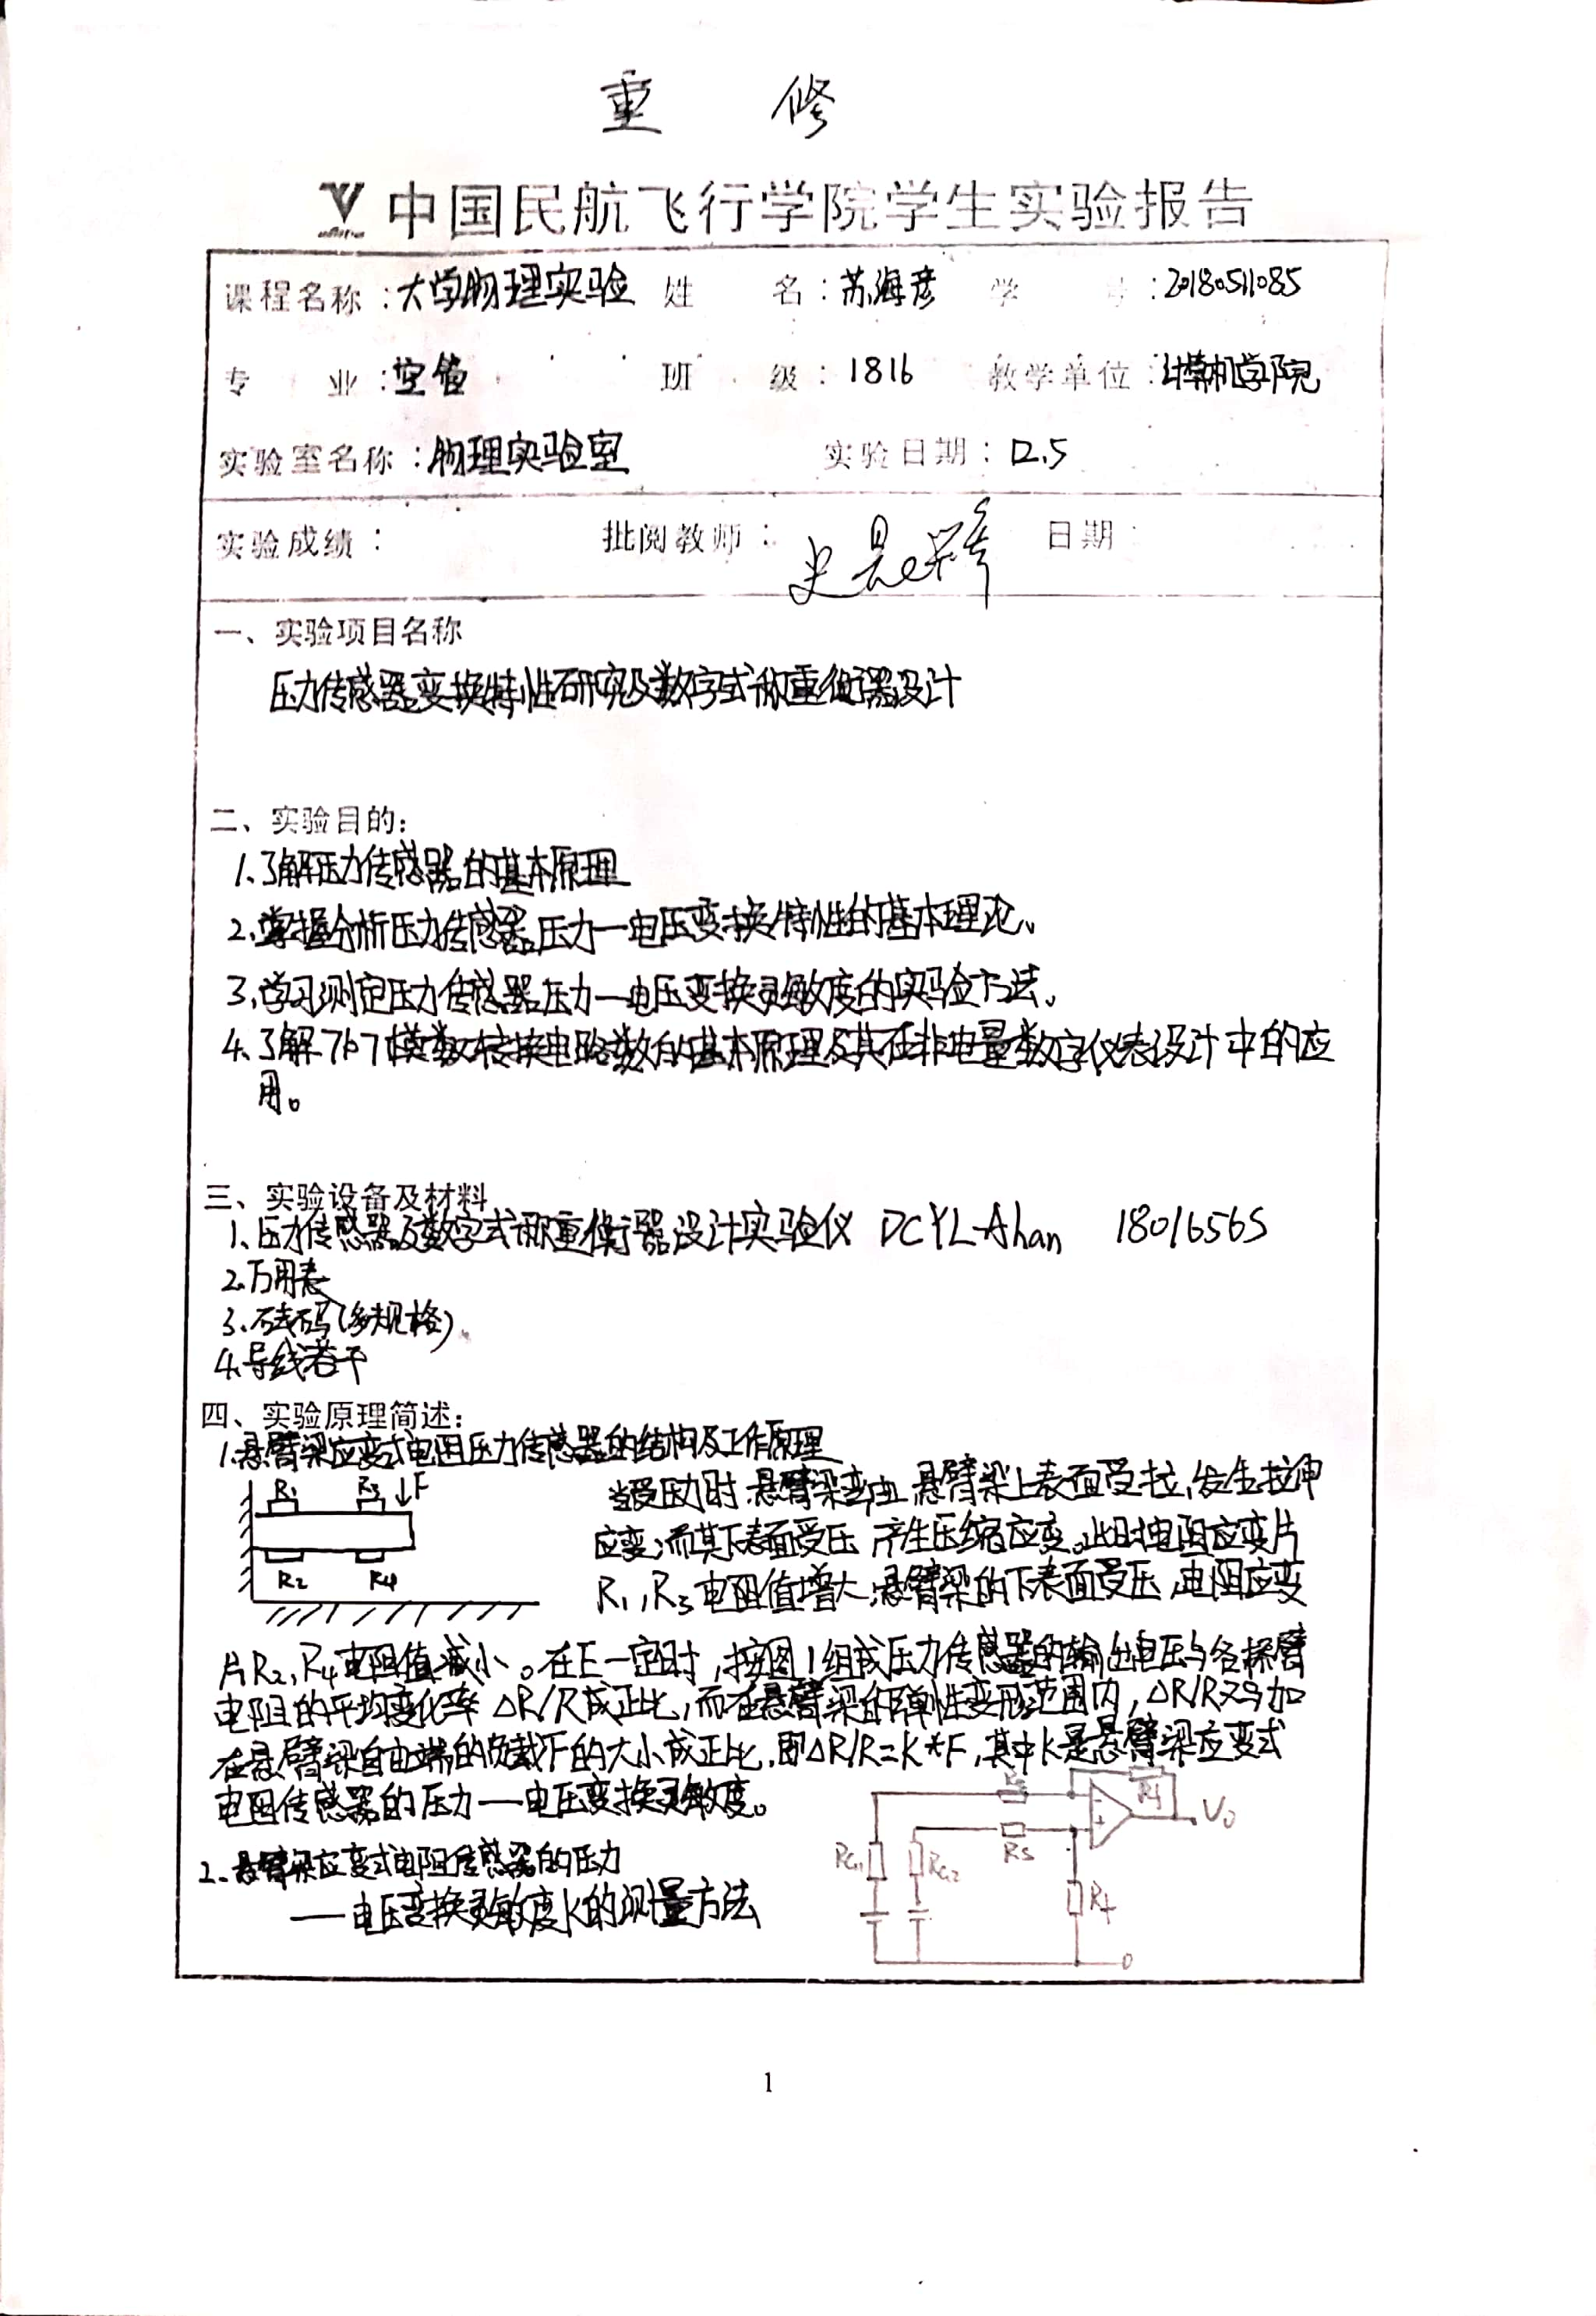 重 修
中国民航飞行学院学生实验报告
课程名称：大学物理实验 姓 名：苏海彦 学 号：20180511085
专 业：空管 班 级：1816 教学单位：计算机学院
实验室名称：物理实验室 实验日期：12.5
实验成绩： 批阅教师： 日期：
一、实验项目名称
压力传感器变换特性研究及数字式称重衡器设计
二、实验目的：
1.了解压力传感器的基本原理
2.掌握分析压力传感器压力—电压变换特性的基本理论。
3.学习测定压力传感器压力—电压变换灵敏度的实验方法。
4.了解7107模数转换电路数的基本原理及其在非电量数字仪表设计中的应
用。
三、实验设备及材料
1.压力传感器及数字式称重衡器设计实验仪 DCYL-Ahan 1801656S
2.万用表
3.砝码(多规格)
4.导线若干
四、实验原理简述：
1.悬臂梁应变式电阻压力传感器的结构及工作原理
R1 R3 F
R2 R4
当受压力时,悬臂梁弯曲,悬臂梁上表面受拉,发生拉伸
应变;而其下表面受压,产生压缩应变。此时电阻应变片
R1,R3电阻值增大,悬臂梁的下表面受压,电阻应变
片R2,R4电阻值减小。在E一定时,按图1组成压力传感器的输出电压与各桥臂
电阻的平均变化率 ΔR/R成正比,而在悬臂梁的弹性变形范围内,ΔR/R又与加
在悬臂梁自由端的负载F的大小成正比,即ΔR/R=K*F,其中K是悬臂梁应变式
电阻传感器的压力—电压变换灵敏度。
2.悬臂梁应变式电阻传感器的压力
—电压变换灵敏度K的测量方法
Rs Rf V0
RG1 RG2 Rs
Rf
1